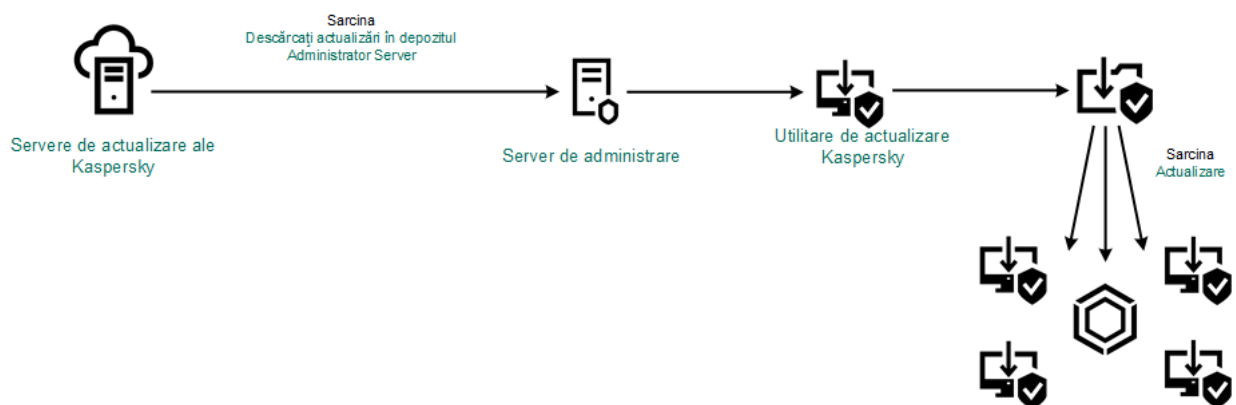 Sarcina
Descărcați actualizări în depozitul
Administrator Server
Servere de actualizare ale
Kaspersky
Server de administrare
Utilitare de actualizare
Kaspersky
Sarcina
Actualizare